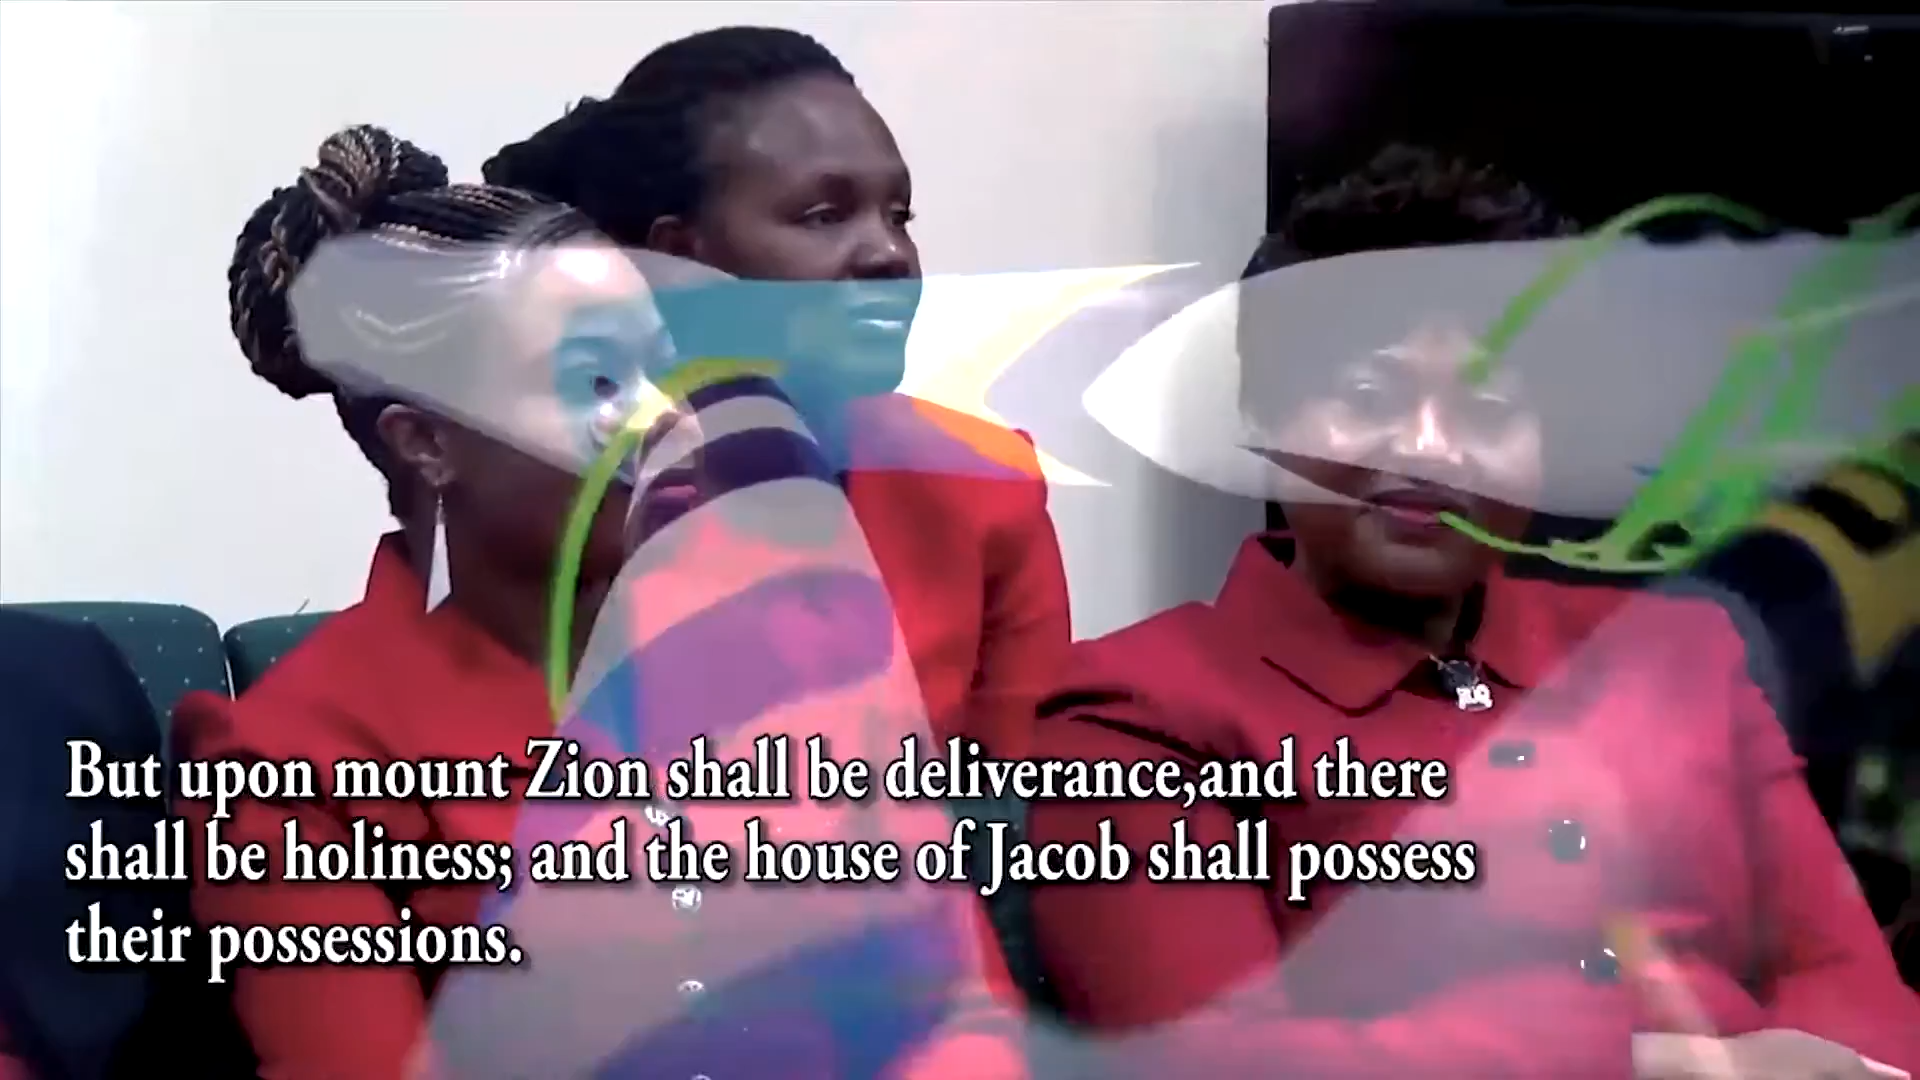 But upon mount Zion shall be deliverance,and there
shall be holiness; and the house of Jacob shall possess
their possessions.